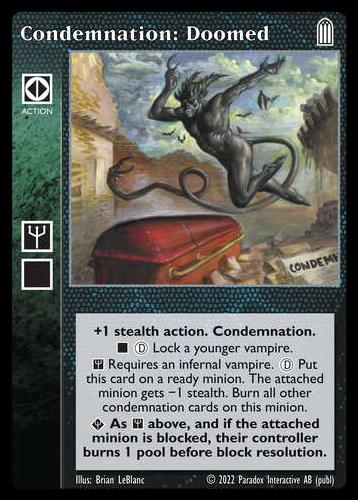 Condemnation: Doomed
ACTION
CONDEM
+1 stealth action. Condemnation.
Ⓓ Lock a younger vampire.
Requires an infernal vampire. Ⓓ Put
this card on a ready minion. The attached
minion gets −1 stealth. Burn all other
condemnation cards on this minion.
As above, and if the attached
minion is blocked, their controller
burns 1 pool before block resolution.
Illus: Brian LeBlanc © 2022 Paradox Interactive AB (publ)